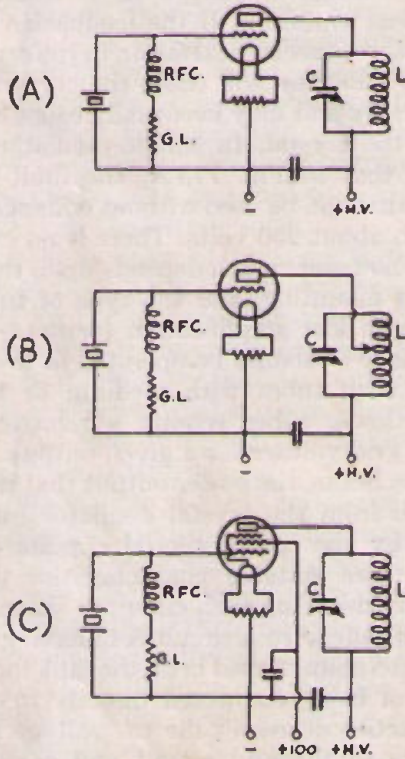 (A)
RFC.
G.L.
C
L
-
+H.V.
(B)
RFC.
G.L.
C
L
-
+H.V.
(C)
RFC.
G.L.
C
L
-
+100
+H.V.